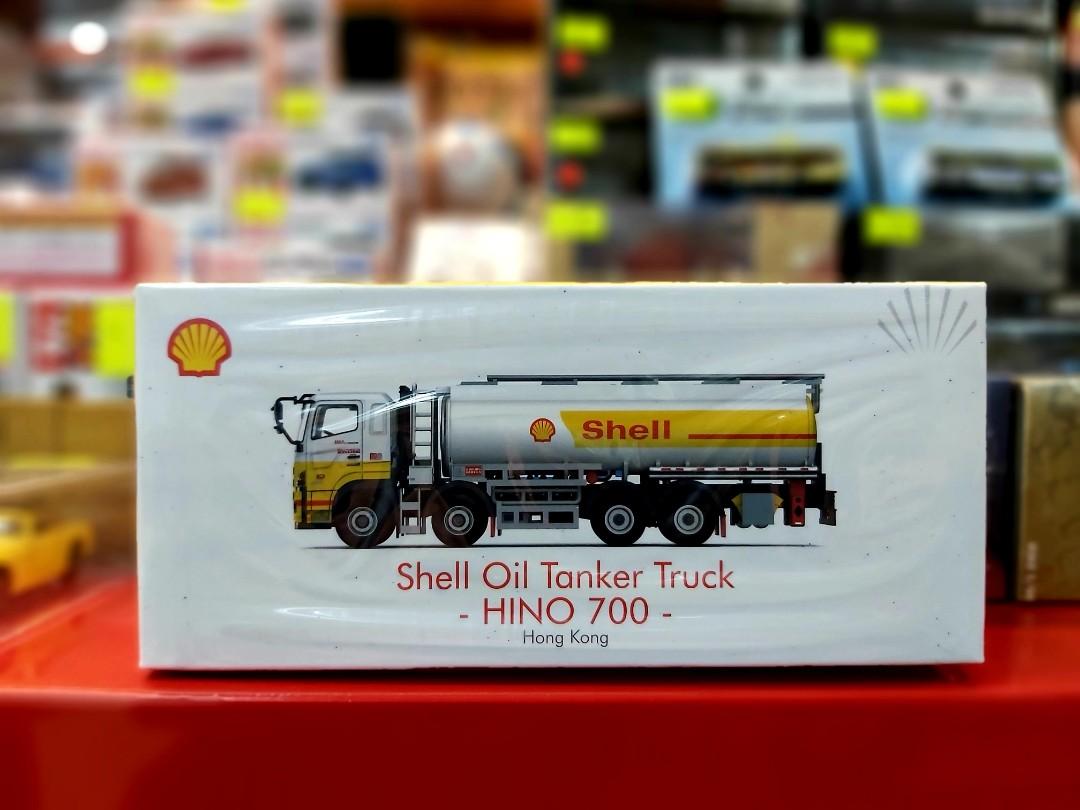 Shell
Shell Oil Tanker Truck
- HINO 700 -
Hong Kong